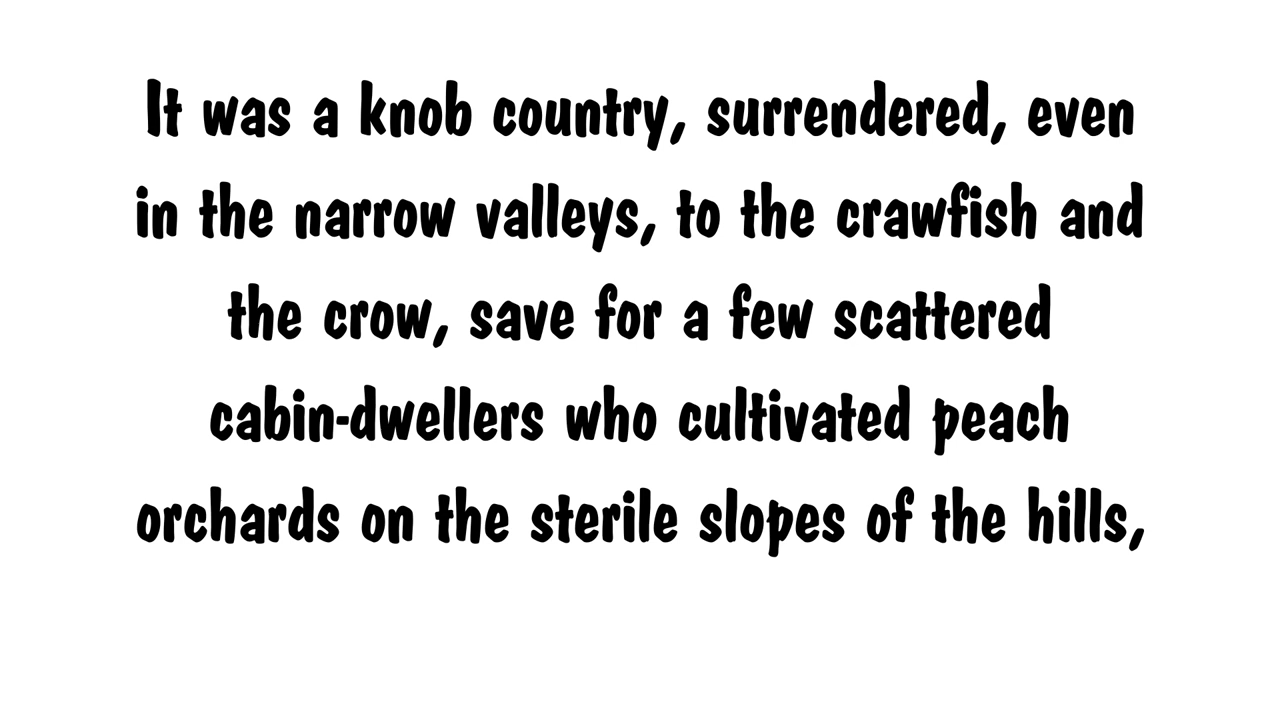 It was a knob country, surrendered, even
in the narrow valleys, to the crawfish and
the crow, save for a few scattered
cabin-dwellers who cultivated peach
orchards on the sterile slopes of the hills,